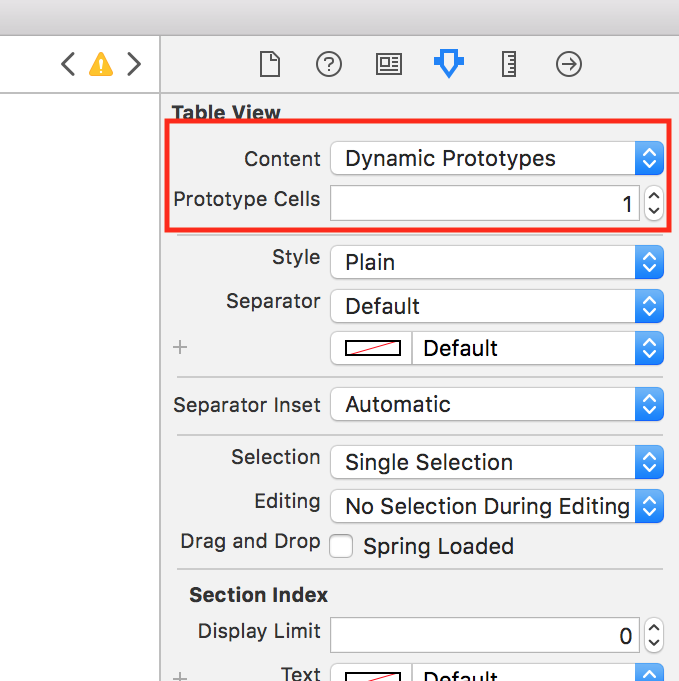 Table View
Content Dynamic Prototypes
Prototype Cells 1
Style Plain
Separator Default
Default
Separator Inset Automatic
Selection Single Selection
Editing No Selection During Editing
Drag and Drop Spring Loaded
Section Index
Display Limit 0
Text Default